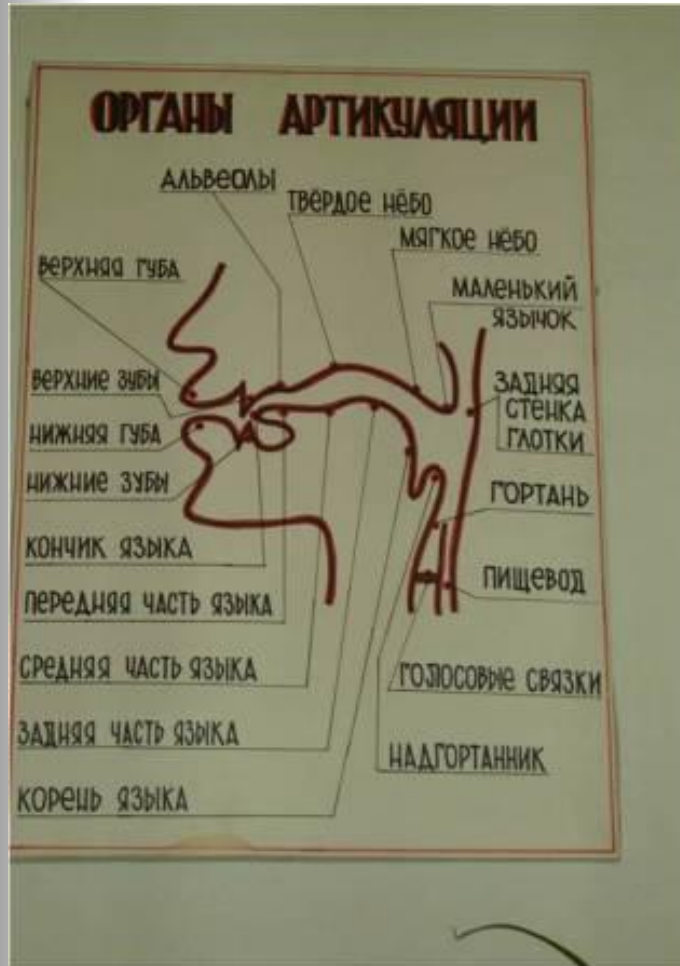 ОРГАНЫ АРТИКУЛЯЦИИ
АЛЬВЕОЛЫ
ТВЁРДОЕ НЁБО
МЯГКОЕ НЁБО
ВЕРХНЯЯ ГУБА
МАЛЕНЬКИЙ
ЯЗЫЧОК
ВЕРХНИЕ ЗУБЫ
ЗАДНЯЯ
СТЕНКА
ГЛОТКИ
НИЖНЯЯ ГУБА
НИЖНИЕ ЗУБЫ
ГОРТАНЬ
КОНЧИК ЯЗЫКА
ПИЩЕВОД
ПЕРЕДНЯЯ ЧАСТЬ ЯЗЫКА
СРЕДНЯЯ ЧАСТЬ ЯЗЫКА
ГОЛОСОВЫЕ СВЯЗКИ
ЗАДНЯЯ ЧАСТЬ ЯЗЫКА
НАДГОРТАННИК
КОРЕНЬ ЯЗЫКА